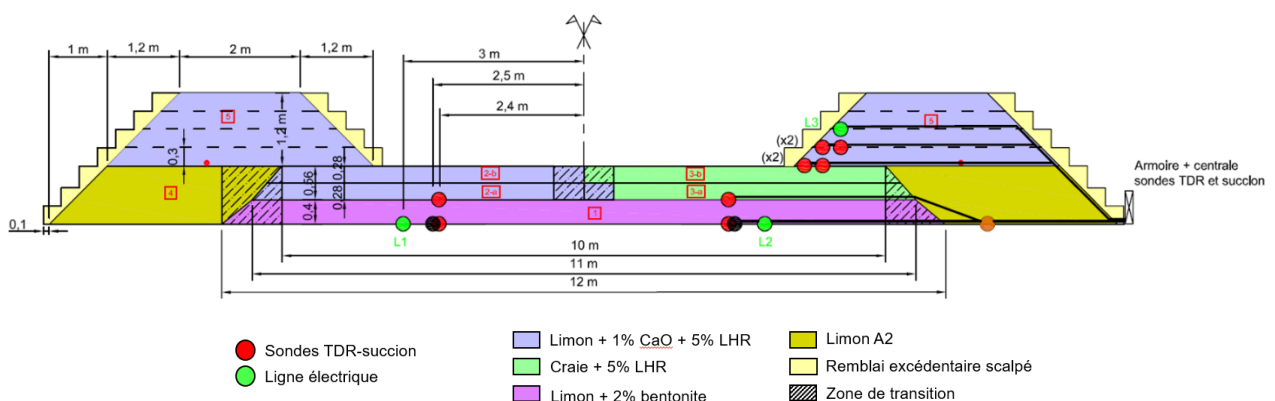 1 m
1,2 m
2 m
1,2 m
3 m
2,5 m
2,4 m
5
1,2 m
0,3
L3
5
(x2)
(x2)
Armoire + centrale
sondes TDR et succion
4
0,56
0,28
0,28
0,4
2-b
2-a
3-b
3-a
1
0,1
L1
L2
10 m
11 m
12 m
Sondes TDR-succion
Ligne électrique
Limon + 1% CaO + 5% LHR
Craie + 5% LHR
Limon + 2% bentonite
Limon A2
Remblai excédentaire scalpé
Zone de transition